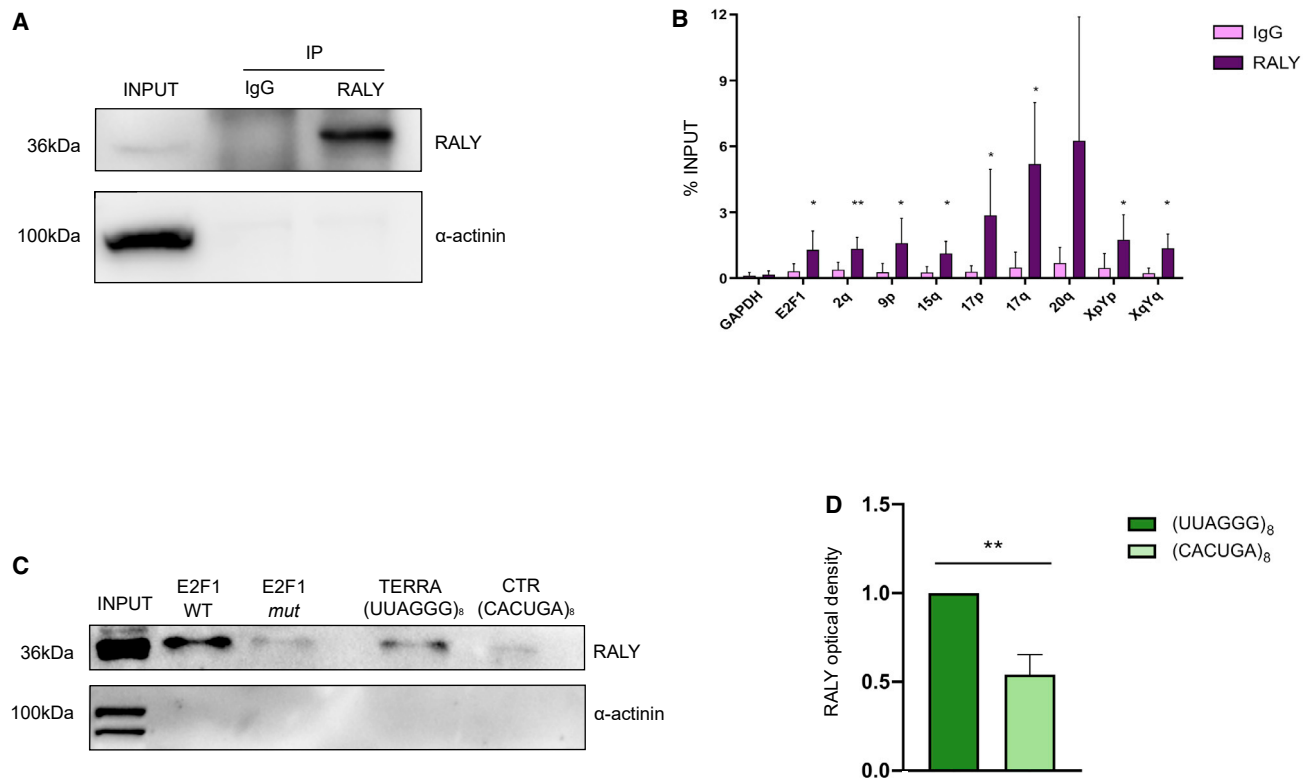 A
IP
INPUT
IgG
RALY
36kDa
RALY
100kDa
α-actinin
B
% INPUT
12
9
6
3
0
*
**
*
*
*
*
*
*
GAPDH
E2F1
2q
9p
15q
17p
17q
20q
XpYp
XqYq
IgG
RALY
C
INPUT
E2F1
WT
E2F1
mut
TERRA
(UUAGGG)₈
CTR
(CACUGA)₈
36kDa
RALY
100kDa
α-actinin
D
RALY optical density
1.5
1.0
0.5
0.0
**
(UUAGGG)₈
(CACUGA)₈